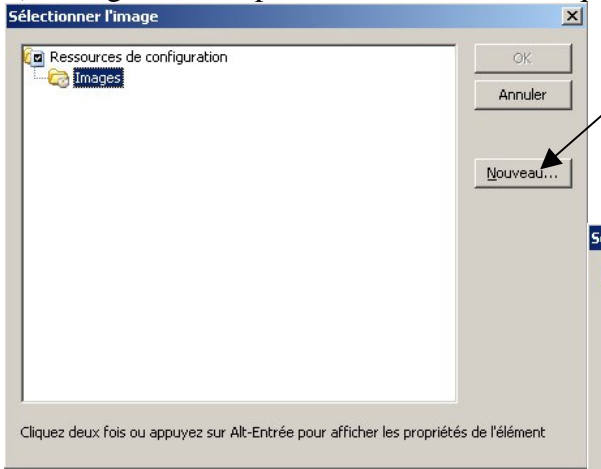 Sélectionner l'image
Ressources de configuration
Images
OK
Annuler
Nouveau...
Cliquez deux fois ou appuyez sur Alt-Entrée pour afficher les propriétés de l'élément